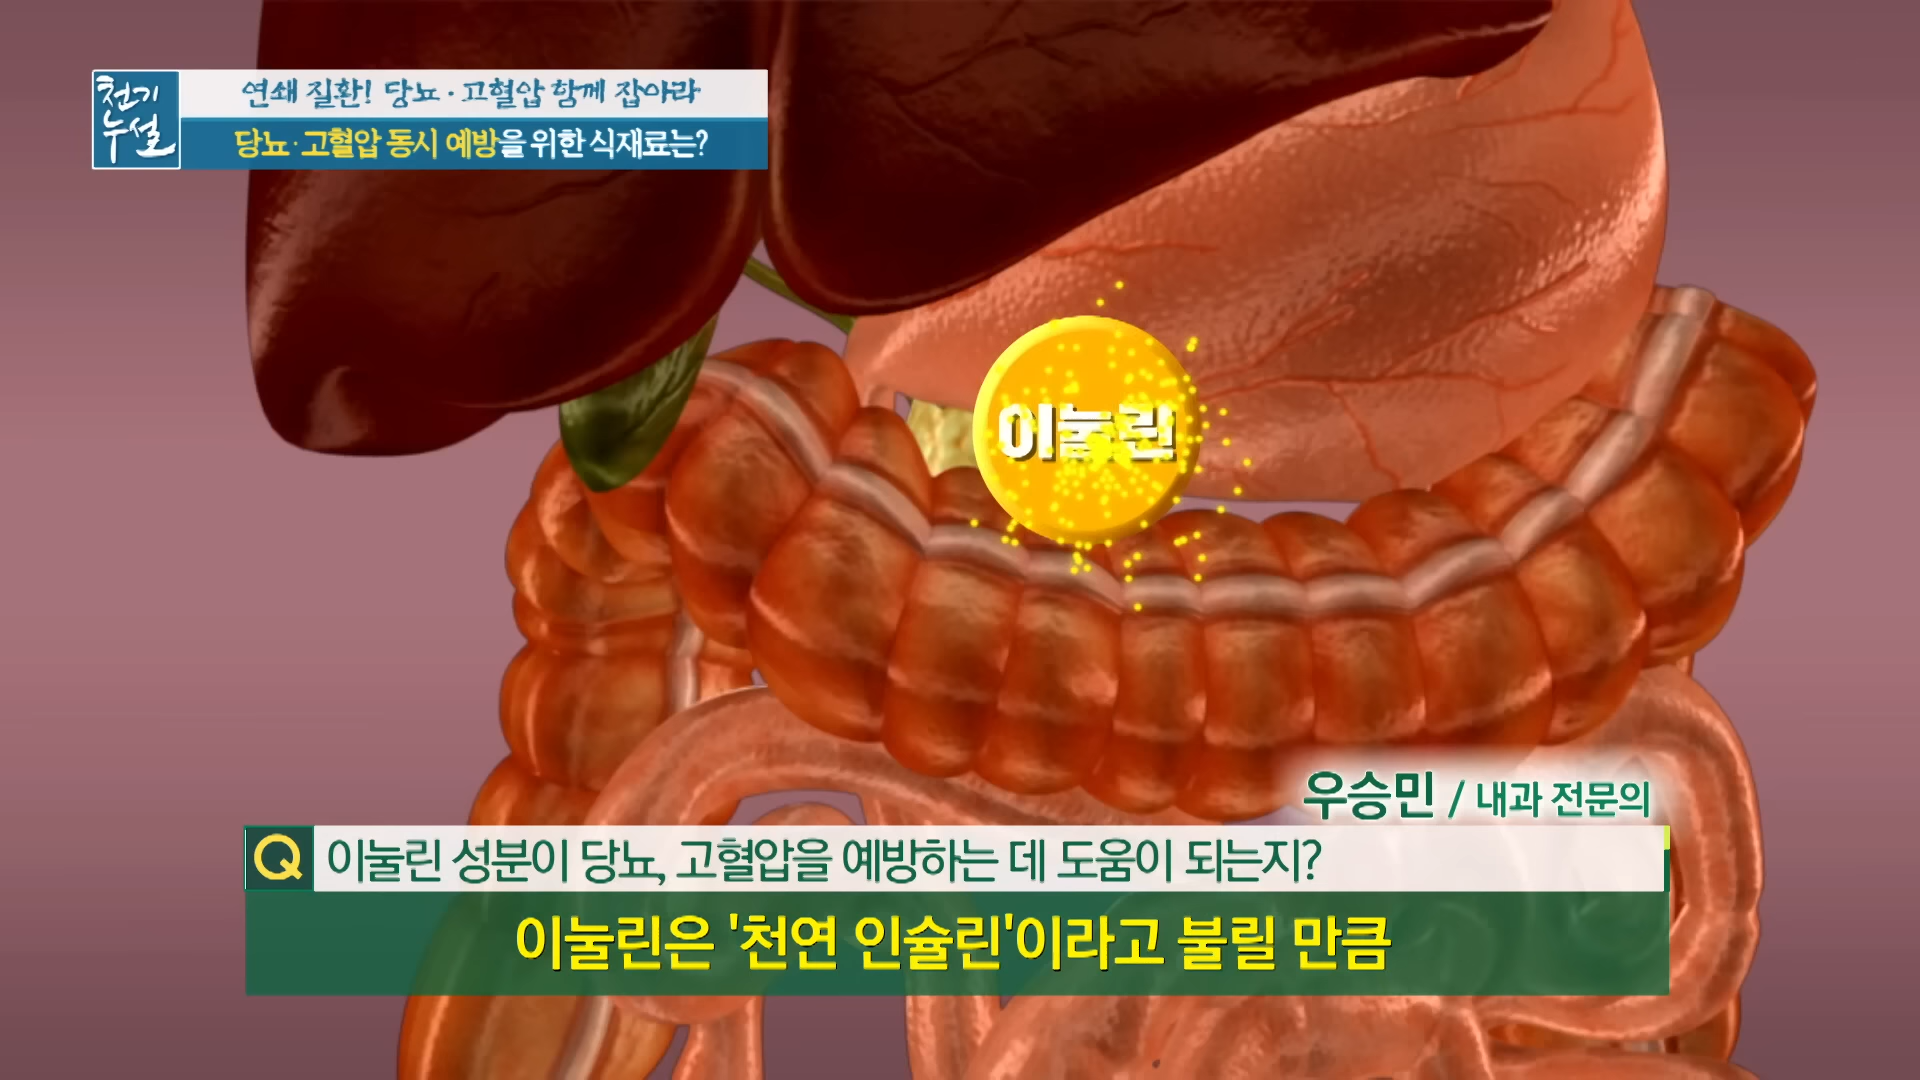 천기누설
연쇄 질환! 당뇨·고혈압 함께 잡아라
당뇨·고혈압 동시 예방을 위한 식재료는?
이눌린
우승민 / 내과 전문의
Q 이눌린 성분이 당뇨, 고혈압을 예방하는 데 도움이 되는지?
이눌린은 '천연 인슐린'이라고 불릴 만큼